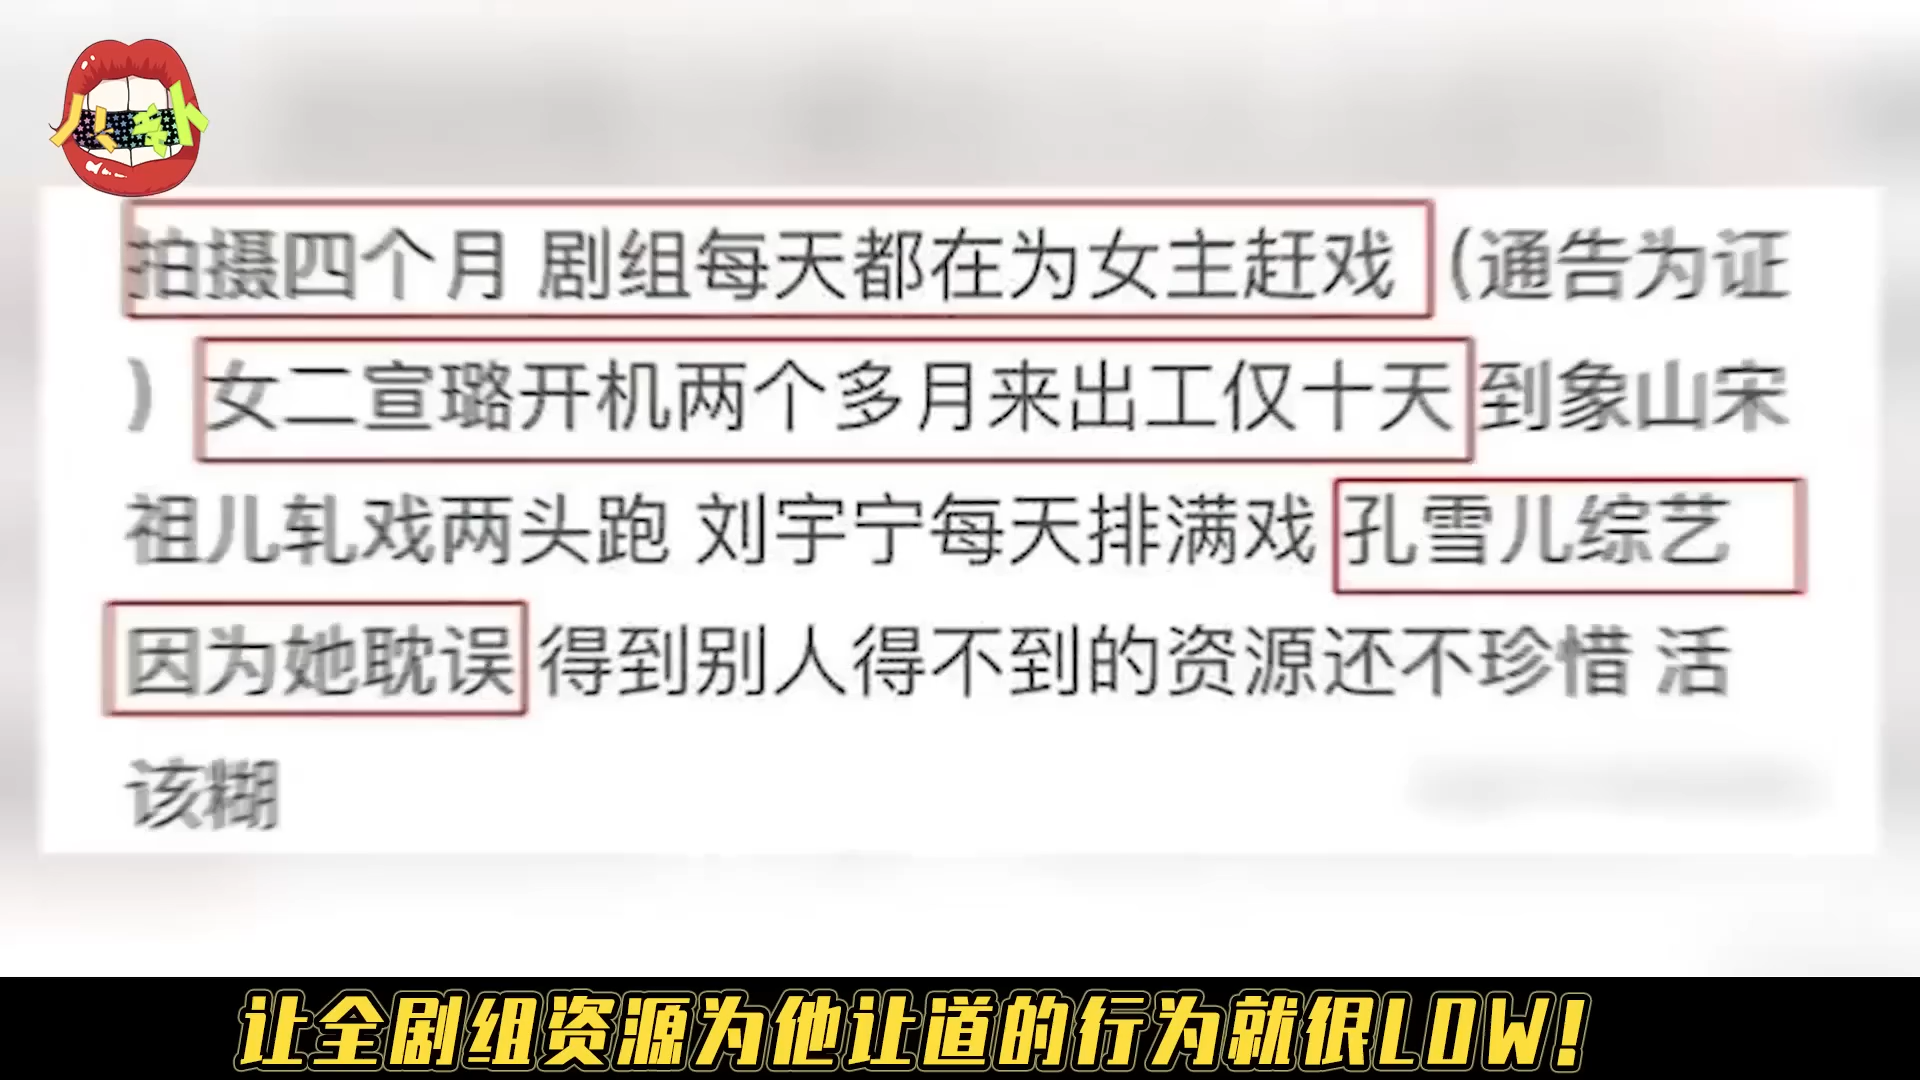 八卦
拍摄四个月 剧组每天都在为女主赶戏（通告为证
）女二宣璐开机两个多月来出工仅十天 到象山宋
祖儿轧戏两头跑 刘宇宁每天排满戏 孔雪儿综艺
因为她耽误 得到别人得不到的资源还不珍惜 活
该糊
让全剧组资源为他让道的行为就很LOW!